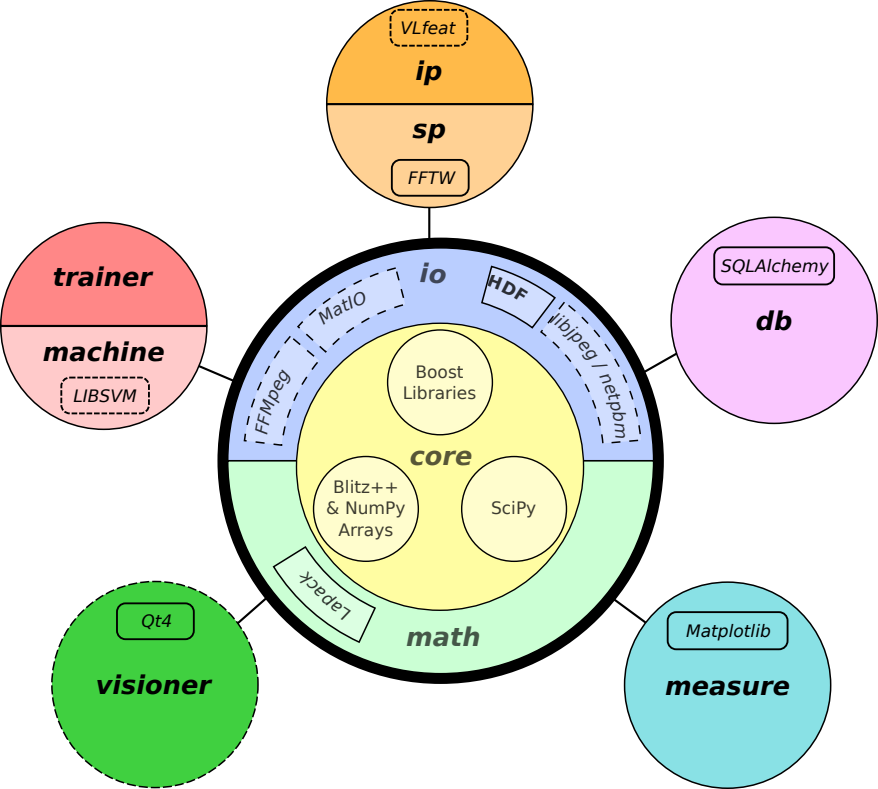 VLfeat
ip
sp
FFTW
trainer
machine
LIBSVM
io
MatIO
FFMpeg
HDF
libjpeg / netpbm
SQLAlchemy
db
Boost
Libraries
core
Blitz++
& NumPy
Arrays
SciPy
Lapack
math
Qt4
visioner
Matplotlib
measure